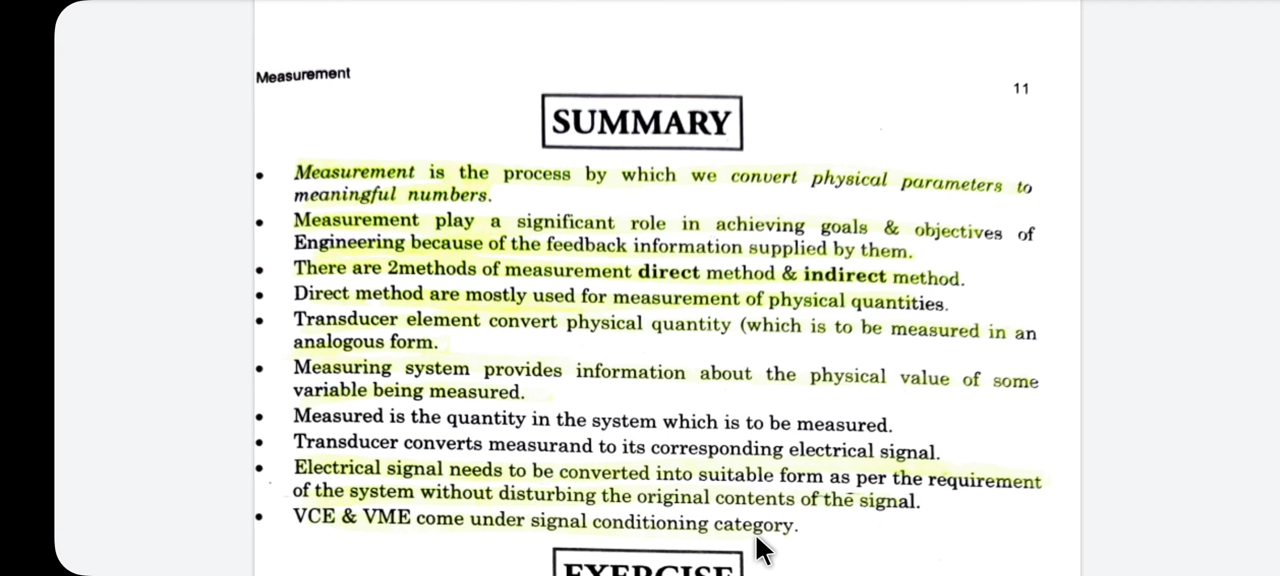 Measurement
11
SUMMARY
• Measurement is the process by which we convert physical parameters to
meaningful numbers.
• Measurement play a significant role in achieving goals & objectives of
Engineering because of the feedback information supplied by them.
• There are 2methods of measurement direct method & indirect method.
• Direct method are mostly used for measurement of physical quantities.
• Transducer element convert physical quantity (which is to be measured in an
analogous form.
• Measuring system provides information about the physical value of some
variable being measured.
• Measured is the quantity in the system which is to be measured.
• Transducer converts measurand to its corresponding electrical signal.
• Electrical signal needs to be converted into suitable form as per the requirement
of the system without disturbing the original contents of the signal.
• VCE & VME come under signal conditioning category.
EXERCISE